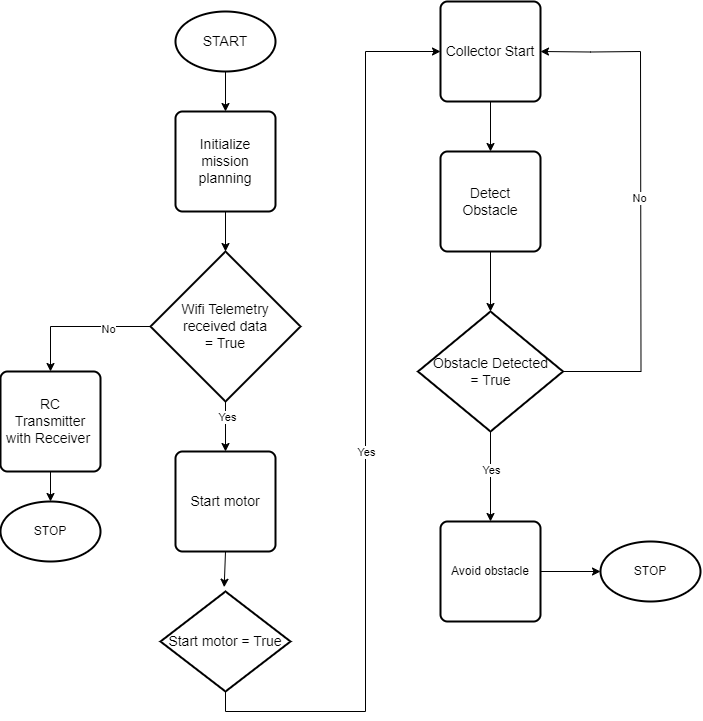 START
Initialize
mission
planning
Wifi Telemetry
received data
= True
No
RC
Transmitter
with Receiver
STOP
Yes
Start motor
Start motor = True
Yes
Collector Start
Detect
Obstacle
Obstacle Detected
= True
No
Yes
Avoid obstacle
STOP